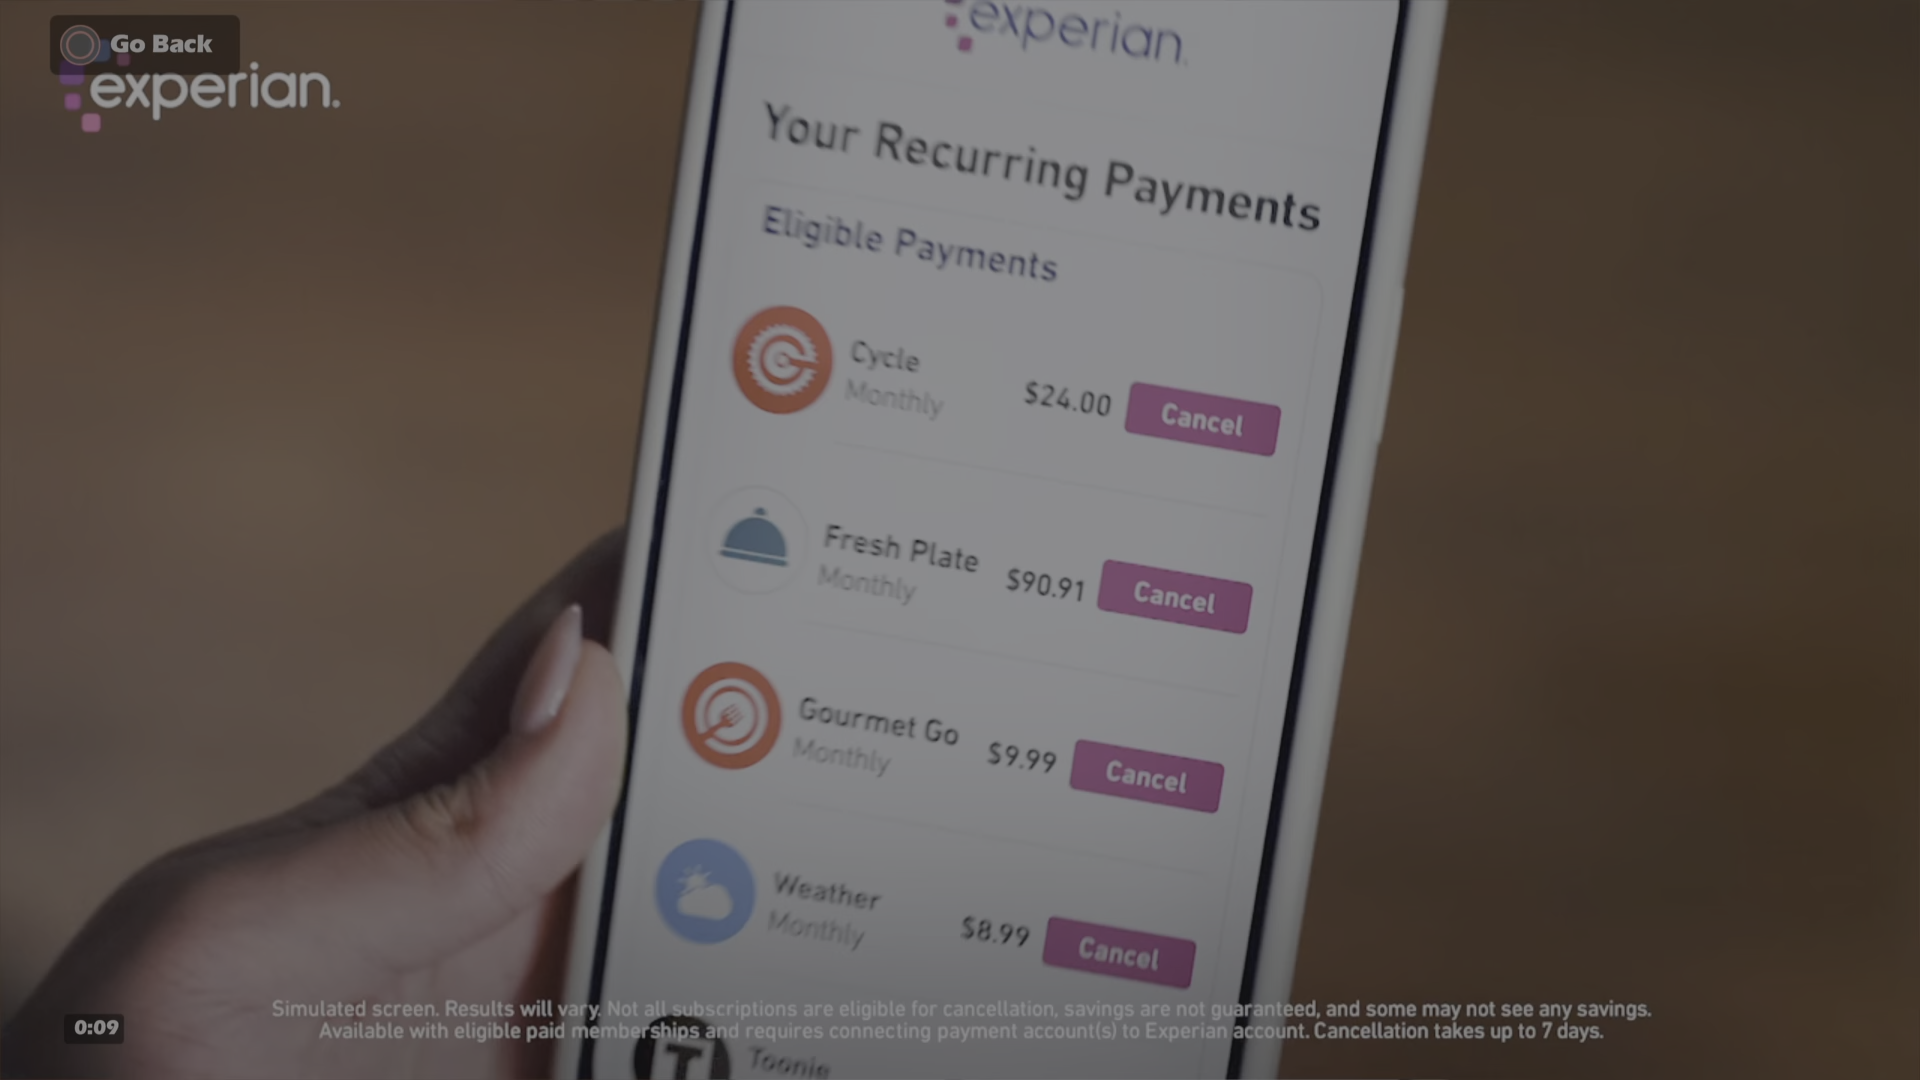 Go Back
experian.
experian.
Your Recurring Payments
Eligible Payments
Cycle
Monthly
$24.00
Cancel
Fresh Plate
Monthly
$90.91
Cancel
Gourmet Go
Monthly
$9.99
Cancel
Weather
Monthly
$8.99
Cancel
T
Toonie
Simulated screen. Results will vary. Not all subscriptions are eligible for cancellation, savings are not guaranteed, and some may not see any savings.
Available with eligible paid memberships and requires connecting payment account(s) to Experian account. Cancellation takes up to 7 days.
0:09